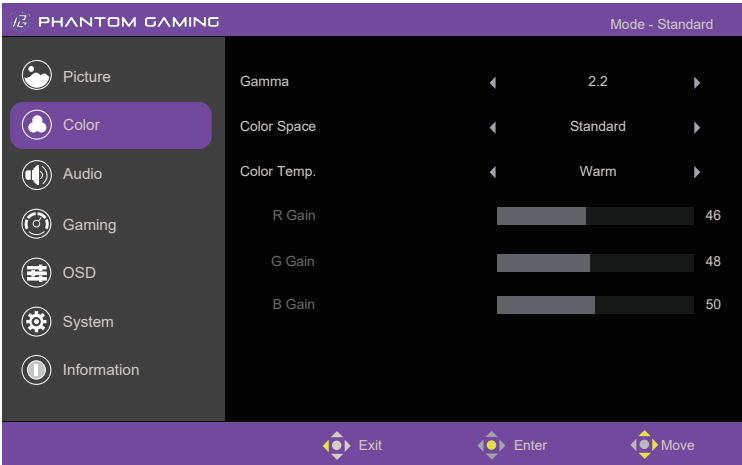 PHANTOM GAMING
Mode - Standard
Picture
Color
Audio
Gaming
OSD
System
Information
Gamma 2.2
Color Space Standard
Color Temp. Warm
R Gain 46
G Gain 48
B Gain 50
Exit Enter Move